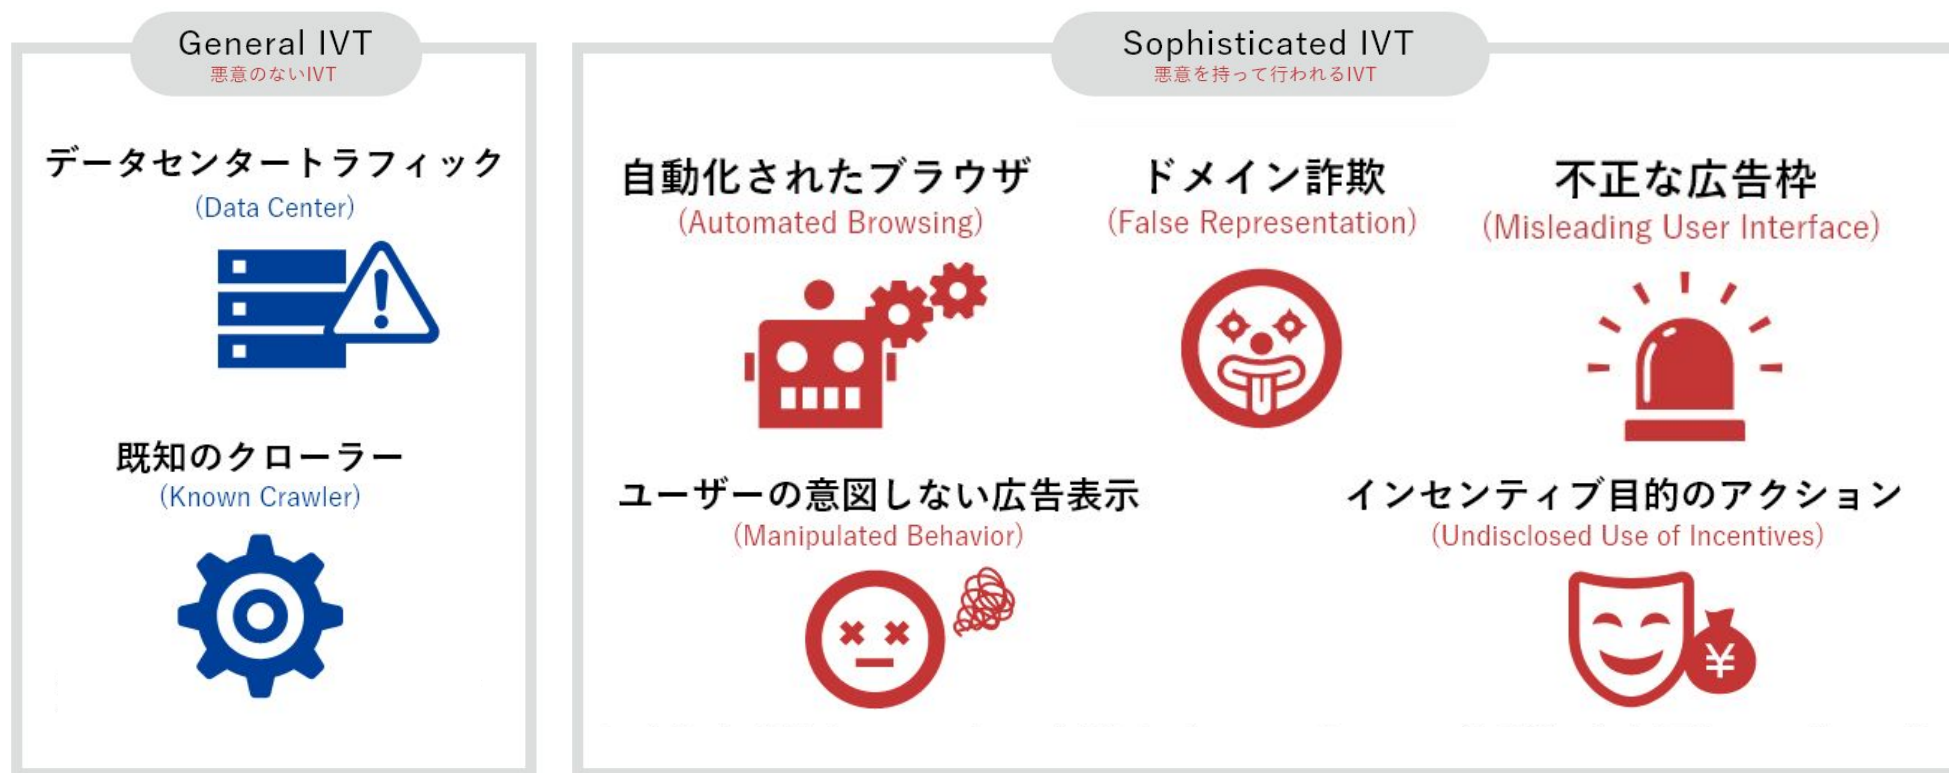 General IVT
悪意のないIVT
データセンタートラフィック
(Data Center)
既知のクローラー
(Known Crawler)
Sophisticated IVT
悪意を持って行われるIVT
自動化されたブラウザ
(Automated Browsing)
ドメイン詐欺
(False Representation)
不正な広告枠
(Misleading User Interface)
ユーザーの意図しない広告表示
(Manipulated Behavior)
インセンティブ目的のアクション
(Undisclosed Use of Incentives)
¥